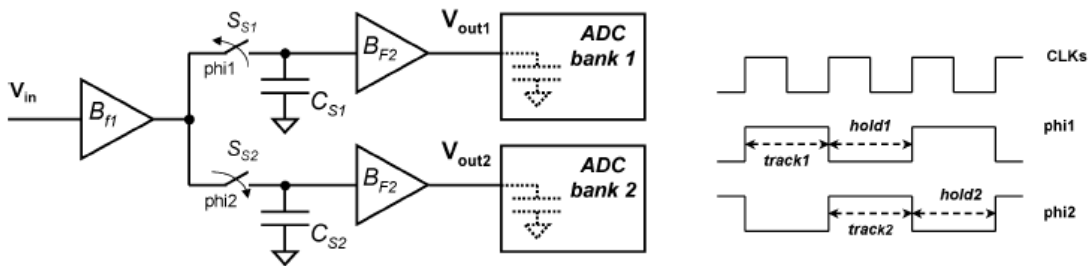 V_in
B_f1
S_S1
phi1
C_S1
B_F2
V_out1
ADC
bank 1
S_S2
phi2
C_S2
B_F2
V_out2
ADC
bank 2
CLKs
phi1
track1
hold1
phi2
track2
hold2